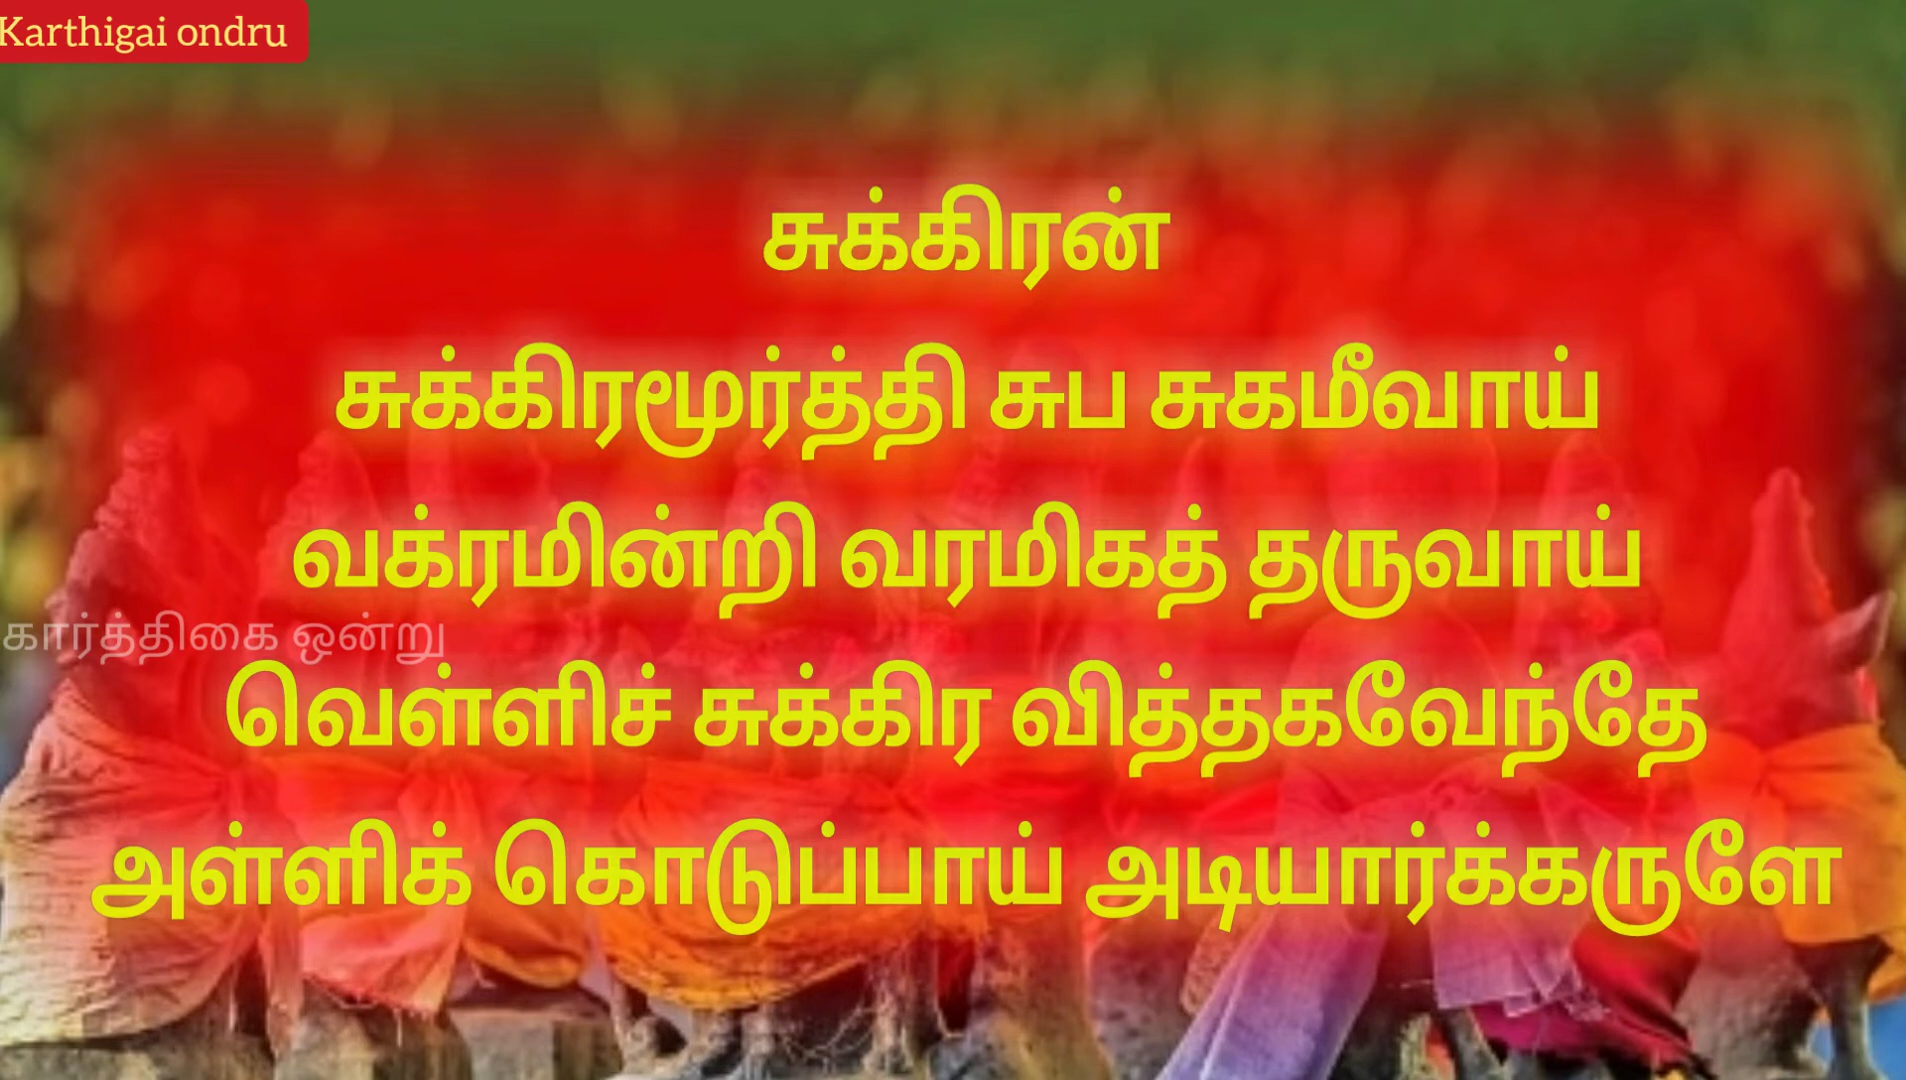 Karthigai ondru
சுக்கிரன்
சுக்கிரமூர்த்தி சுப சுகமீவாய்
வக்ரமின்றி வரமிகத் தருவாய்
கார்த்திகை ஒன்று
வெள்ளிச் சுக்கிர வித்தகவேந்தே
அள்ளிக் கொடுப்பாய் அடியார்க்கருளே